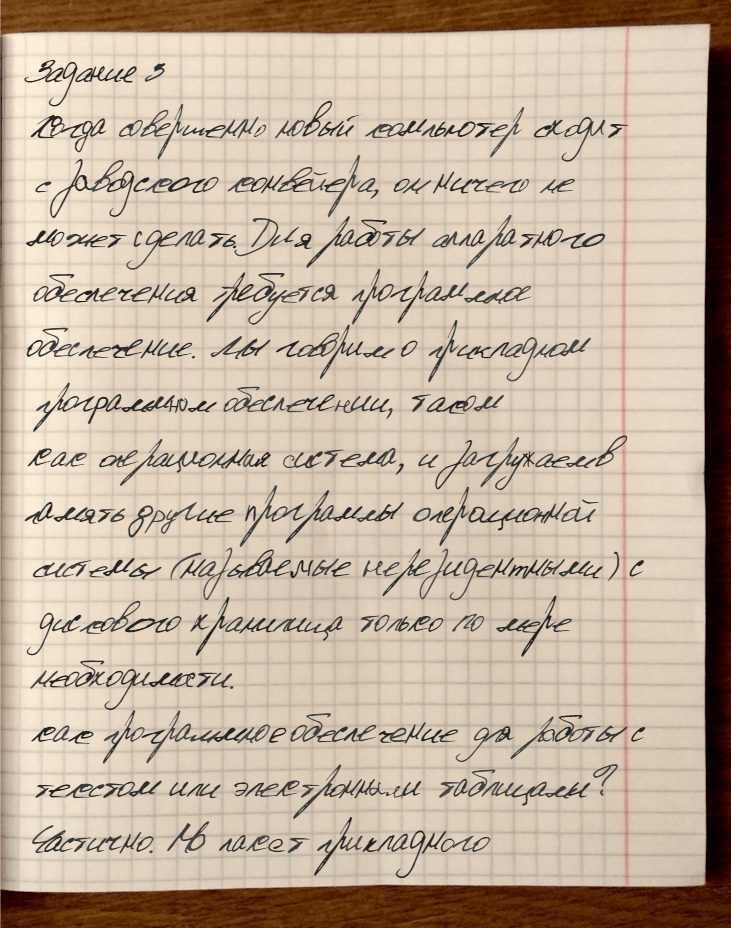 Задание 3
Когда совершенно новый компьютер сходит
с заводского конвейера, он ничего не
может сделать. Для работы аппаратного
обеспечения требуется программное
обеспечение. Мы говорим о прикладном
программном обеспечении, таком
как операционная система, и загружаем в
память другие программы операционной
системы (называемые нерезидентными) с
дискового хранилища только по мере
необходимости.
как программное обеспечение для работы с
текстом или электронными таблицами?
Частично. Но пакет прикладного